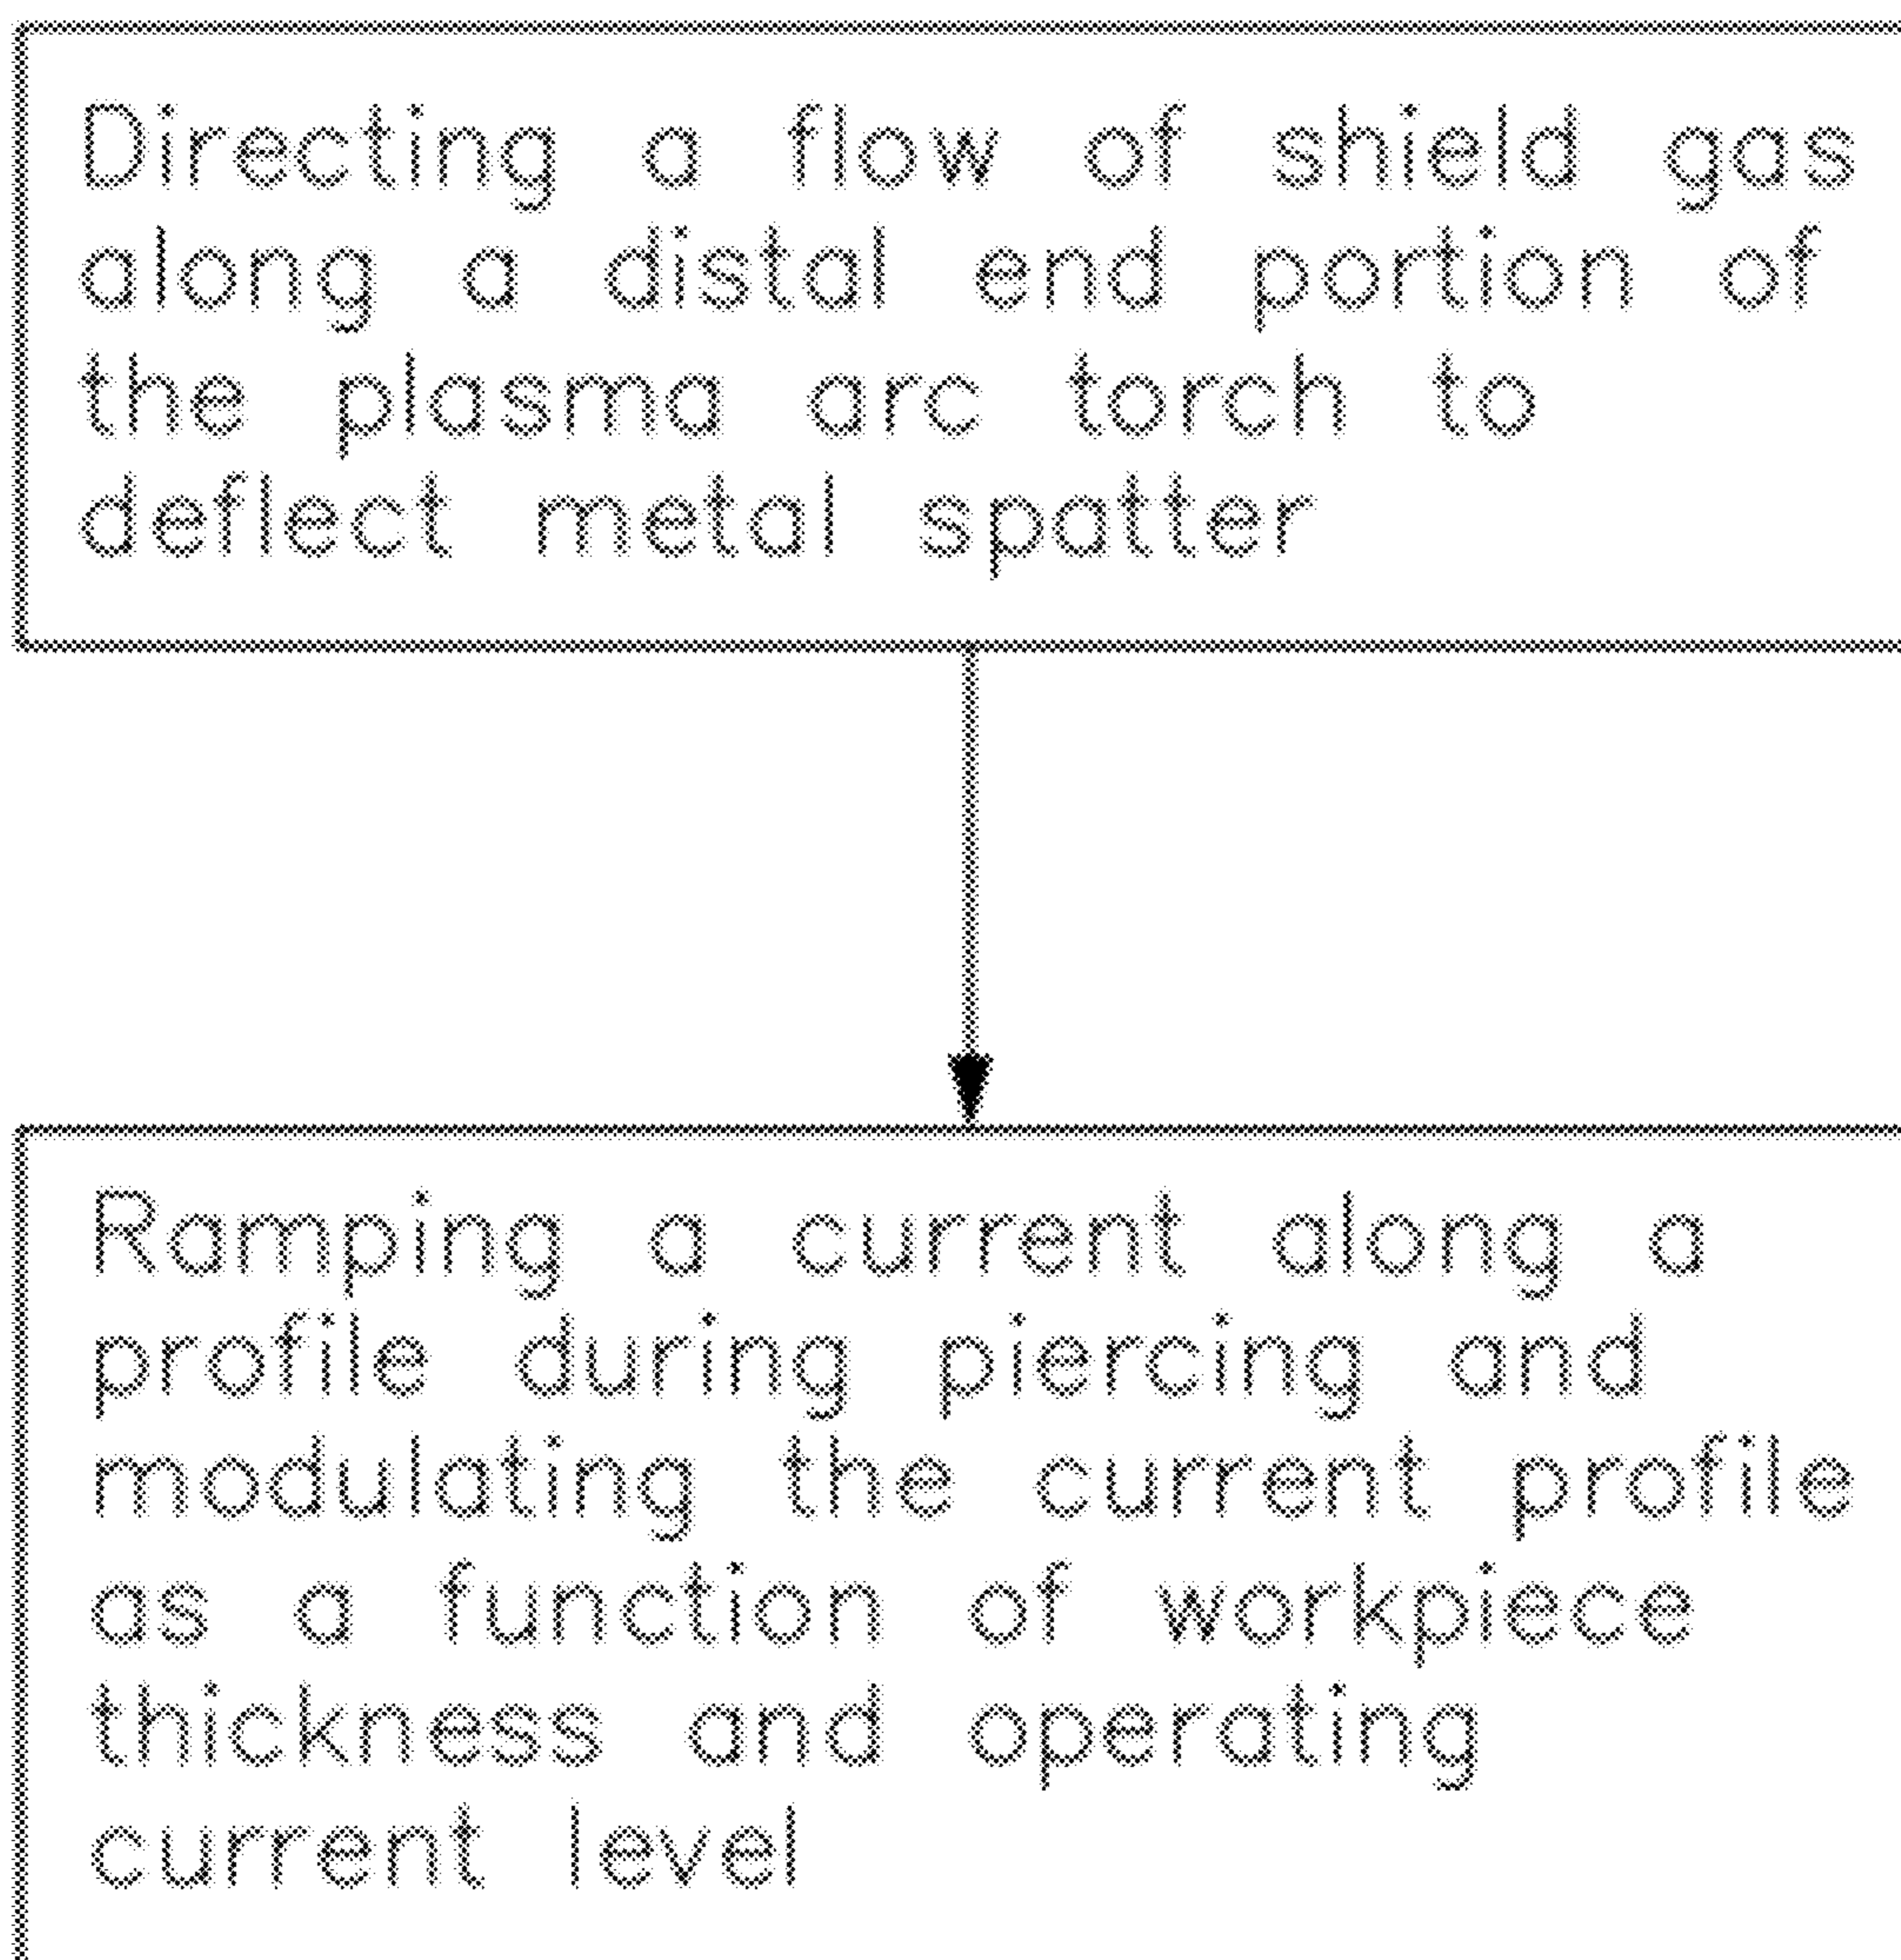 Directing a flow of shield gas
along a distal end portion of
the plasma arc torch to
deflect metal spatter
Ramping a current along a
profile during piercing and
modulating the current profile
as a function of workpiece
thickness and operating
current level